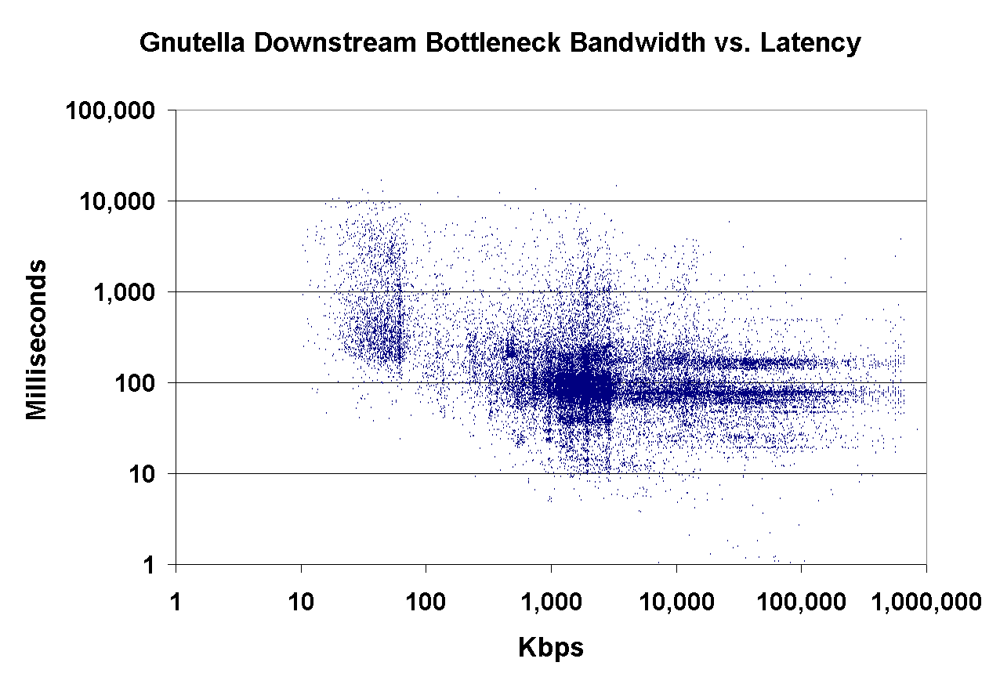 Gnutella Downstream Bottleneck Bandwidth vs. Latency
100,000
10,000
1,000
100
10
1
Milliseconds
1 10 100 1,000 10,000 100,000 1,000,000
Kbps